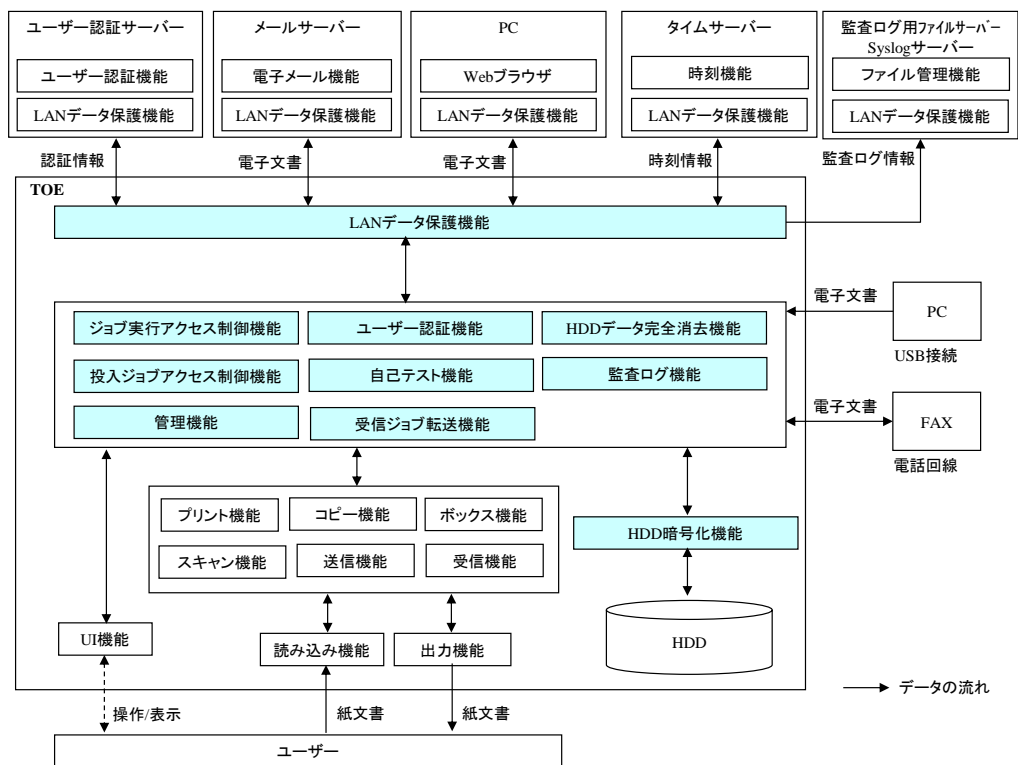 ユーザー認証サーバー
ユーザー認証機能
LANデータ保護機能
メールサーバー
電子メール機能
LANデータ保護機能
PC
Webブラウザ
LANデータ保護機能
タイムサーバー
時刻機能
LANデータ保護機能
監査ログ用ファイルサーバー
Syslogサーバー
ファイル管理機能
LANデータ保護機能
認証情報
電子文書
電子文書
時刻情報
監査ログ情報
TOE
LANデータ保護機能
ジョブ実行アクセス制御機能
ユーザー認証機能
HDDデータ完全消去機能
投入ジョブアクセス制御機能
自己テスト機能
監査ログ機能
管理機能
受信ジョブ転送機能
電子文書
PC
USB接続
電子文書
FAX
電話回線
プリント機能
コピー機能
ボックス機能
スキャン機能
送信機能
受信機能
HDD暗号化機能
HDD
UI機能
読み込み機能
出力機能
データの流れ
操作/表示
紙文書
紙文書
ユーザー